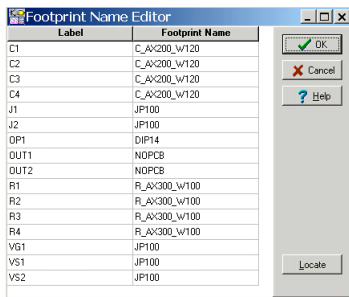 Footprint Name Editor
Label Footprint Name
C1 C_AX200_W120
C2 C_AX200_W120
C3 C_AX200_W120
C4 C_AX200_W120
J1 JP100
J2 JP100
OP1 DIP14
OUT1 NOPCB
OUT2 NOPCB
R1 R_AX300_W100
R2 R_AX300_W100
R3 R_AX300_W100
R4 R_AX300_W100
VG1 JP100
VS1 JP100
VS2 JP100
OK
Cancel
Help
Locate